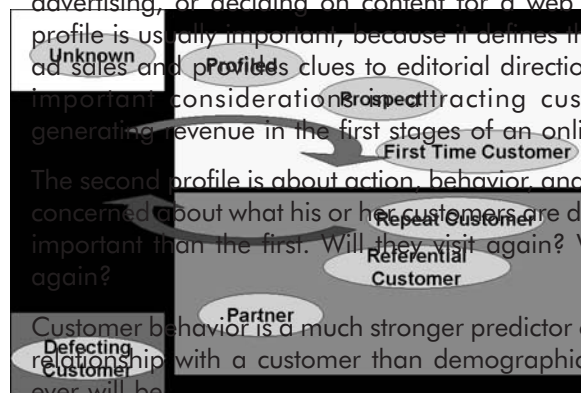 advertising, or deciding on content for a web
profile is usually important, because it defines th
Unknown
Profiled
ad sales and provides clues to editorial directio
Prospect
important considerations in attracting cus
generating revenue in the first stages of an onli
First Time Customer
The second profile is about action, behavior, and
concerned about what his or her customers are d
Repeat Customer
important than the first. Will they visit again? V
Referential
Customer
again?
Partner
Customer behavior is a much stronger predictor
Defecting
Customer
relationship with a customer than demographic
ever will be